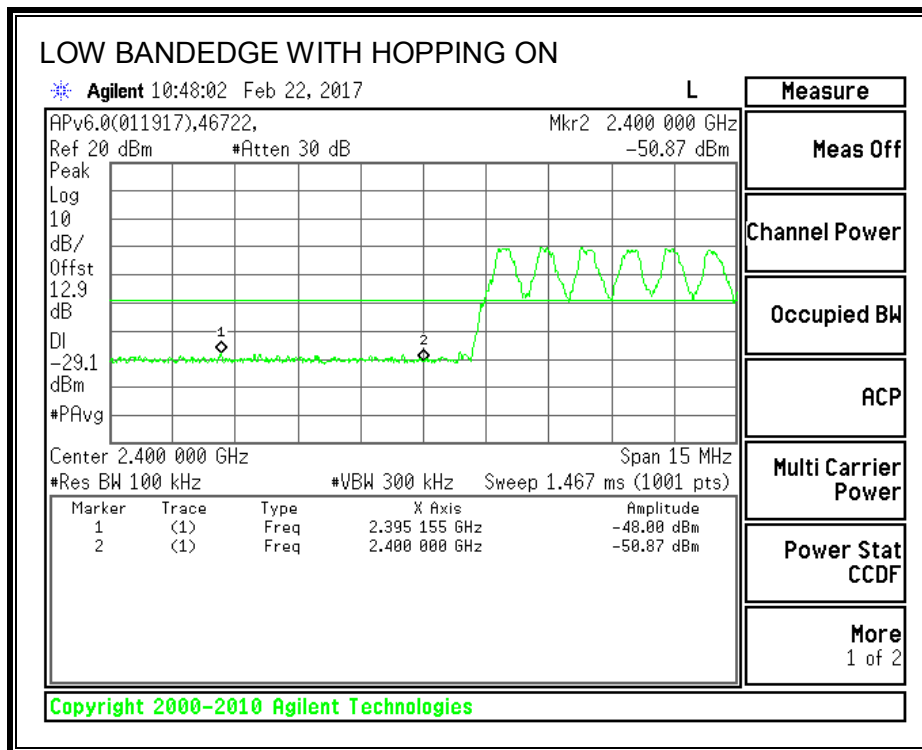 LOW BANDEDGE WITH HOPPING ON
Agilent 10:48:02 Feb 22, 2017 L
Measure
APv6.0(011917),46722, Mkr2 2.400 000 GHz
Ref 20 dBm #Atten 30 dB -50.87 dBm
Peak
Log
10
dB/
Offst
12.9
dB
DI
-29.1
dBm
#PAvg
1
2
Center 2.400 000 GHz Span 15 MHz
#Res BW 100 kHz #VBW 300 kHz Sweep 1.467 ms (1001 pts)
Marker Trace Type X Axis Amplitude
1 (1) Freq 2.395 155 GHz -48.00 dBm
2 (1) Freq 2.400 000 GHz -50.87 dBm
Meas Off
Channel Power
Occupied BW
ACP
Multi Carrier
Power
Power Stat
CCDF
More
1 of 2
Copyright 2000-2010 Agilent Technologies